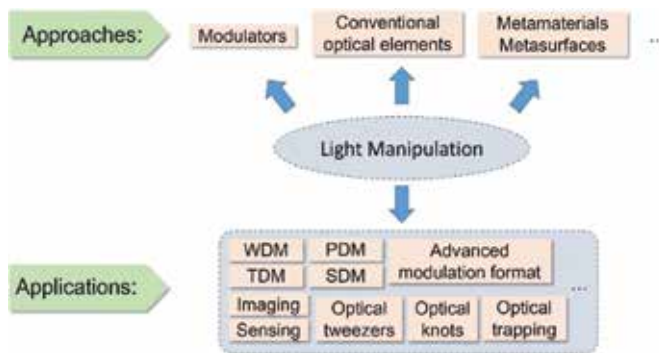 Approaches:
Modulators
Conventional
optical elements
Metamaterials
Metasurfaces
...
Light Manipulation
Applications:
WDM
PDM
TDM
SDM
Advanced
modulation format
...
Imaging
Sensing
Optical
tweezers
Optical
knots
Optical
trapping